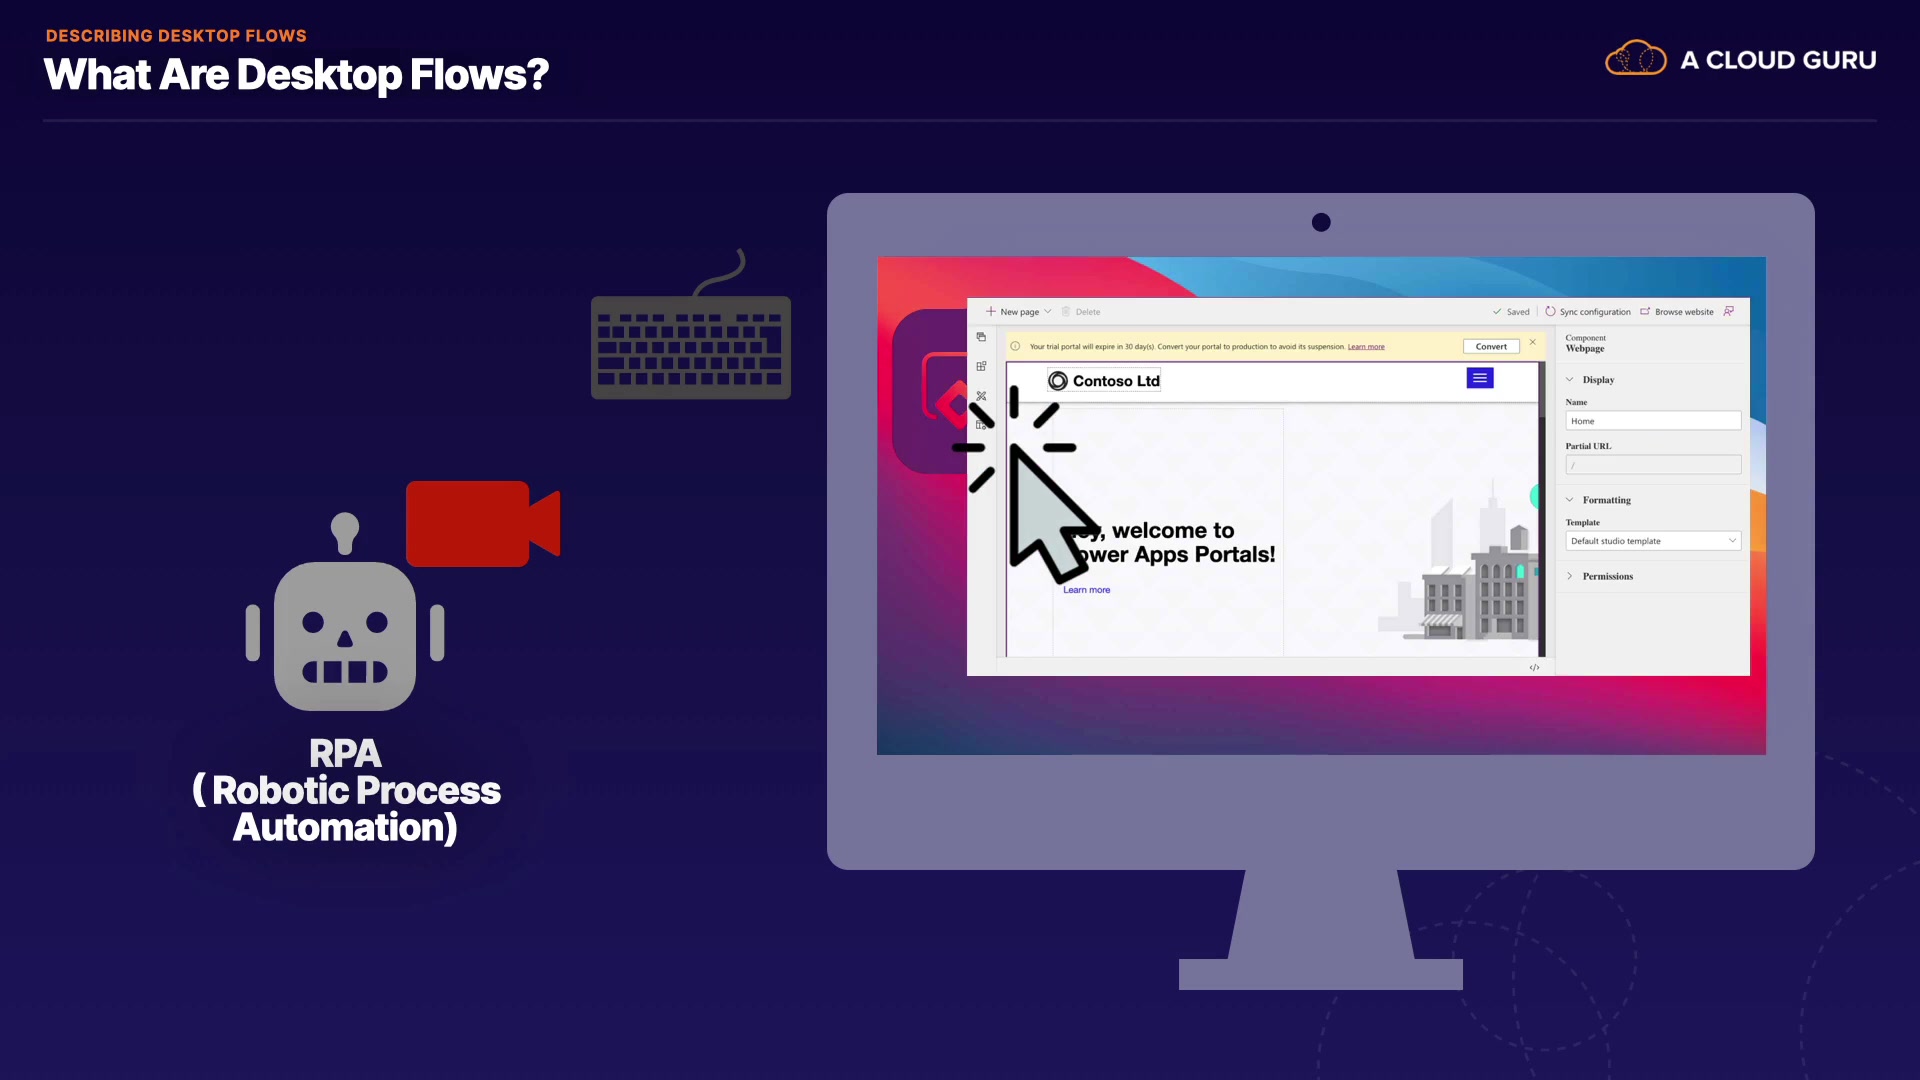 DESCRIBING DESKTOP FLOWS
What Are Desktop Flows?
A CLOUD GURU
New page
Delete
Saved
Sync configuration
Browse website
Your trial portal will expire in 30 day(s). Convert your portal to production to avoid its suspension. Learn more
Convert
Component
Webpage
Contoso Ltd
Display
Name
Home
Partial URL
/
Formatting
Template
Default studio template
Permissions
welcome to
Apps Portals!
Learn more
</>
RPA
( Robotic Process
Automation)